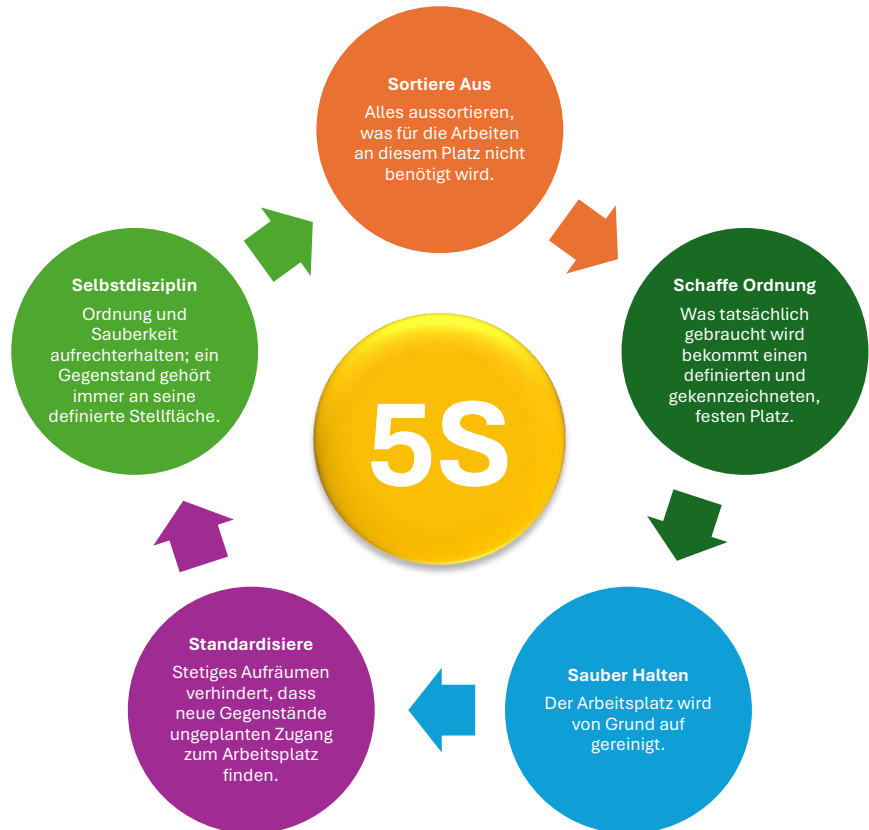 Sortiere Aus
Alles aussortieren,
was für die Arbeiten
an diesem Platz nicht
benötigt wird.
Schaffe Ordnung
Was tatsächlich
gebraucht wird
bekommt einen
definierten und
gekennzeichneten,
festen Platz.
Sauber Halten
Der Arbeitsplatz wird
von Grund auf
gereinigt.
Standardisiere
Stetiges Aufräumen
verhindert, dass
neue Gegenstände
ungeplanten Zugang
zum Arbeitsplatz
finden.
Selbstdisziplin
Ordnung und
Sauberkeit
aufrechterhalten; ein
Gegenstand gehört
immer an seine
definierte Stellfläche.
5S